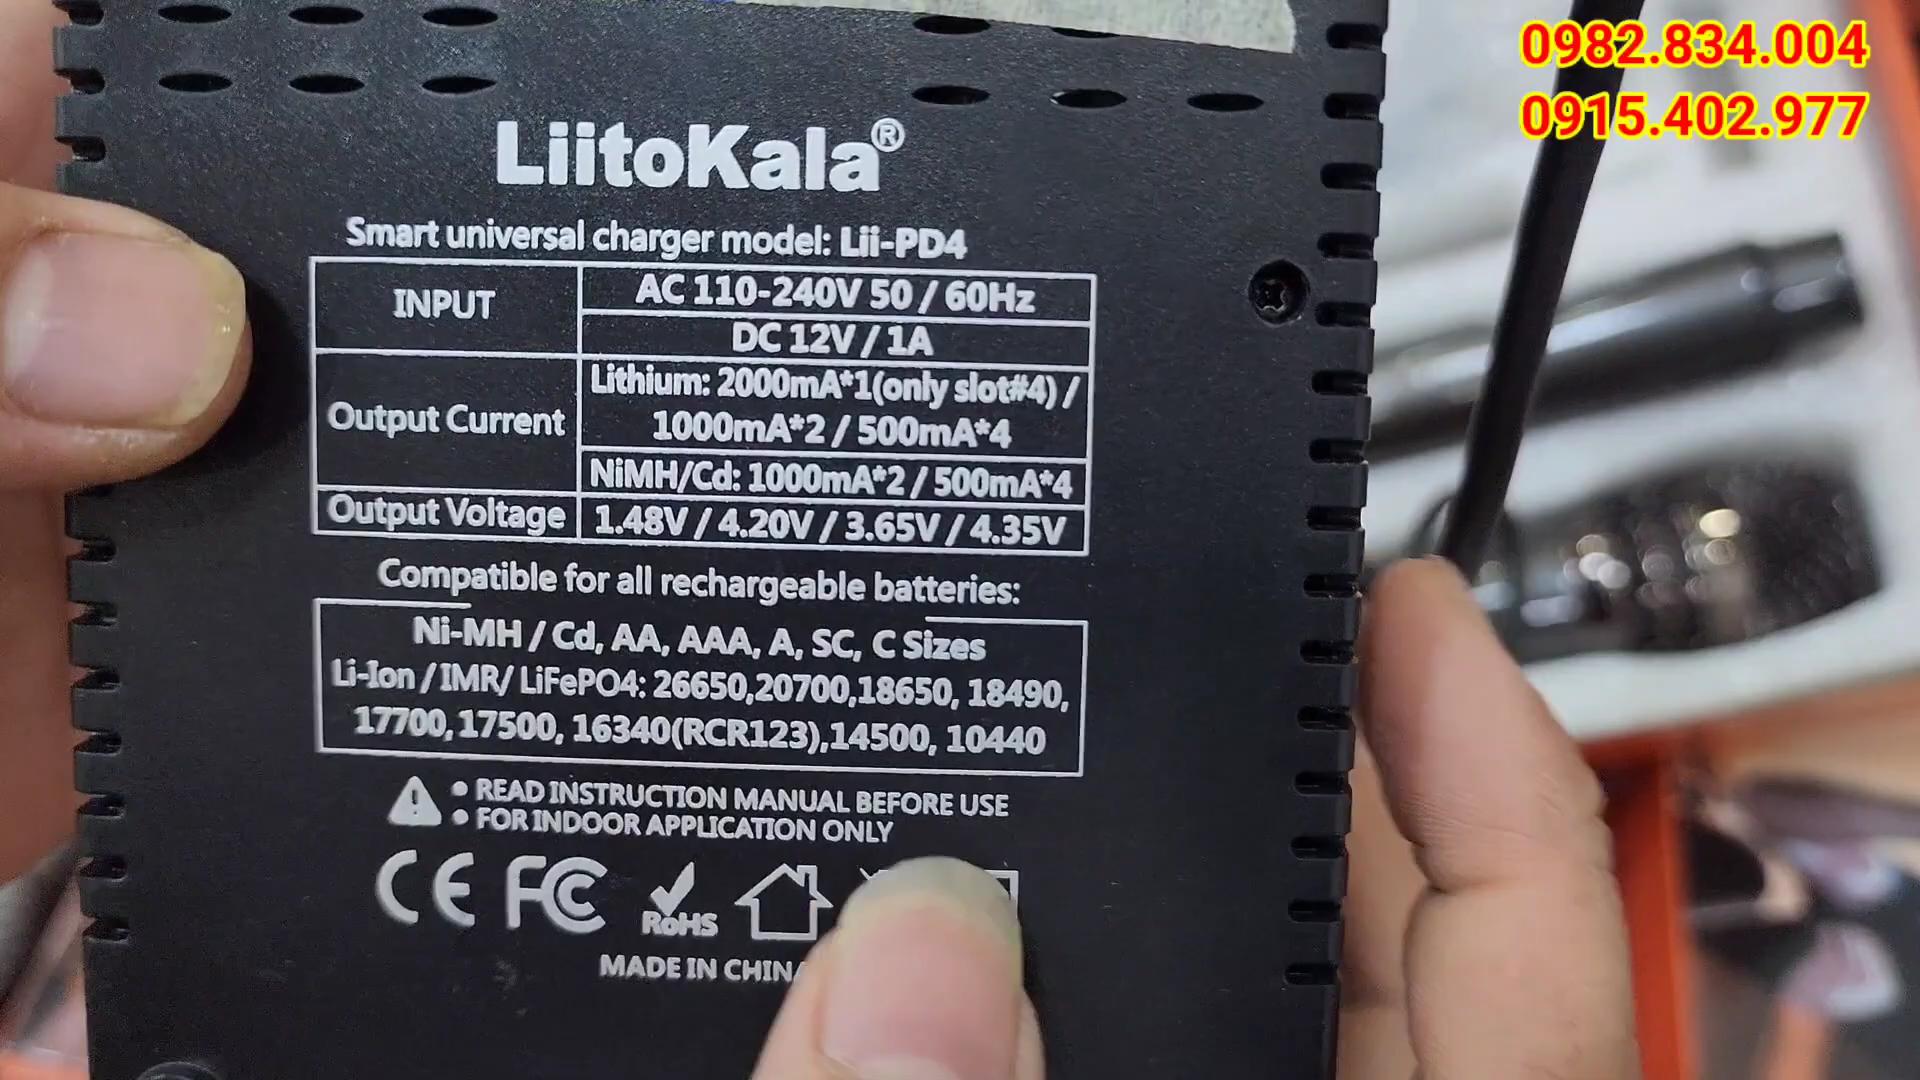 0982.834.004
0915.402.977
LiitoKala®
Smart universal charger model: Lii-PD4
INPUT
AC 110-240V 50 / 60Hz
DC 12V / 1A
Output Current
Lithium: 2000mA*1(only slot#4) /
1000mA*2 / 500mA*4
NiMH/Cd: 1000mA*2 / 500mA*4
Output Voltage
1.48V / 4.20V / 3.65V / 4.35V
Compatible for all rechargeable batteries:
Ni-MH / Cd, AA, AAA, A, SC, C Sizes
Li-Ion / IMR/ LiFePO4: 26650,20700,18650, 18490,
17700, 17500, 16340(RCR123),14500, 10440
• READ INSTRUCTION MANUAL BEFORE USE
• FOR INDOOR APPLICATION ONLY
CE FC RoHS
MADE IN CHINA